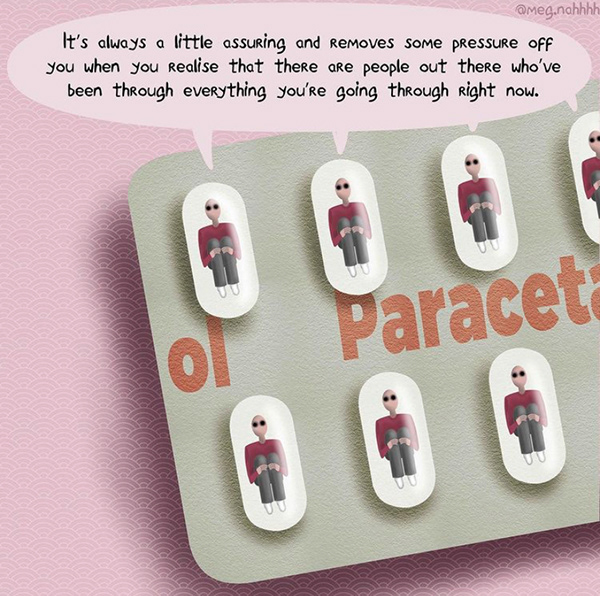 @meg.nahhhh
It's always a little assuring and removes some pressure off
you when you realise that there are people out there who've
been through everything you're going through right now.
ol Paraceta